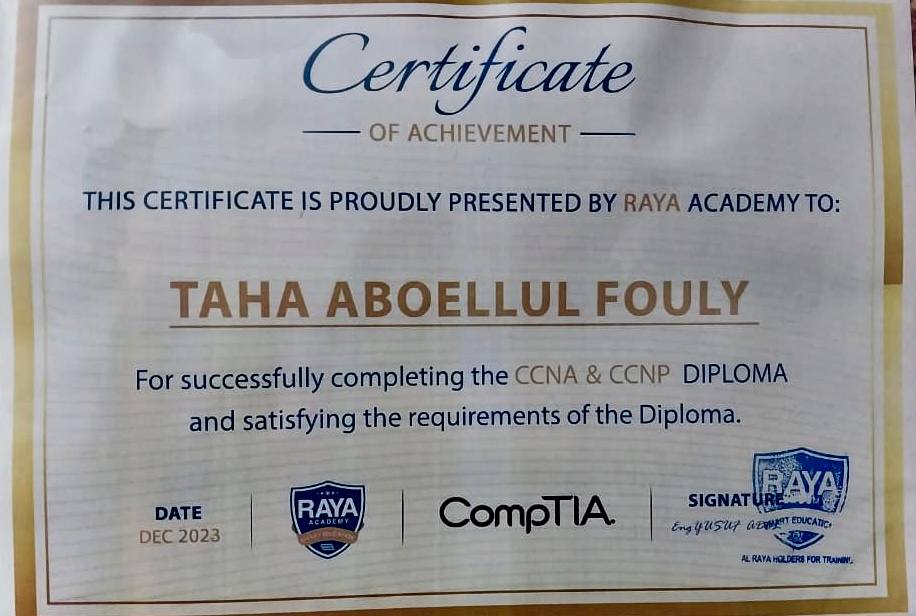 Certificate
OF ACHIEVEMENT
THIS CERTIFICATE IS PROUDLY PRESENTED BY RAYA ACADEMY TO:
TAHA ABOELLUL FOULY
For successfully completing the CCNA & CCNP DIPLOMA
and satisfying the requirements of the Diploma.
DATE
DEC 2023
RAYA
ACADEMY
CompTIA.
SIGNATURE
Eng YUSUF
RAYA
SMART EDUCATION
AL RAYA HOLDERS FOR TRAINING